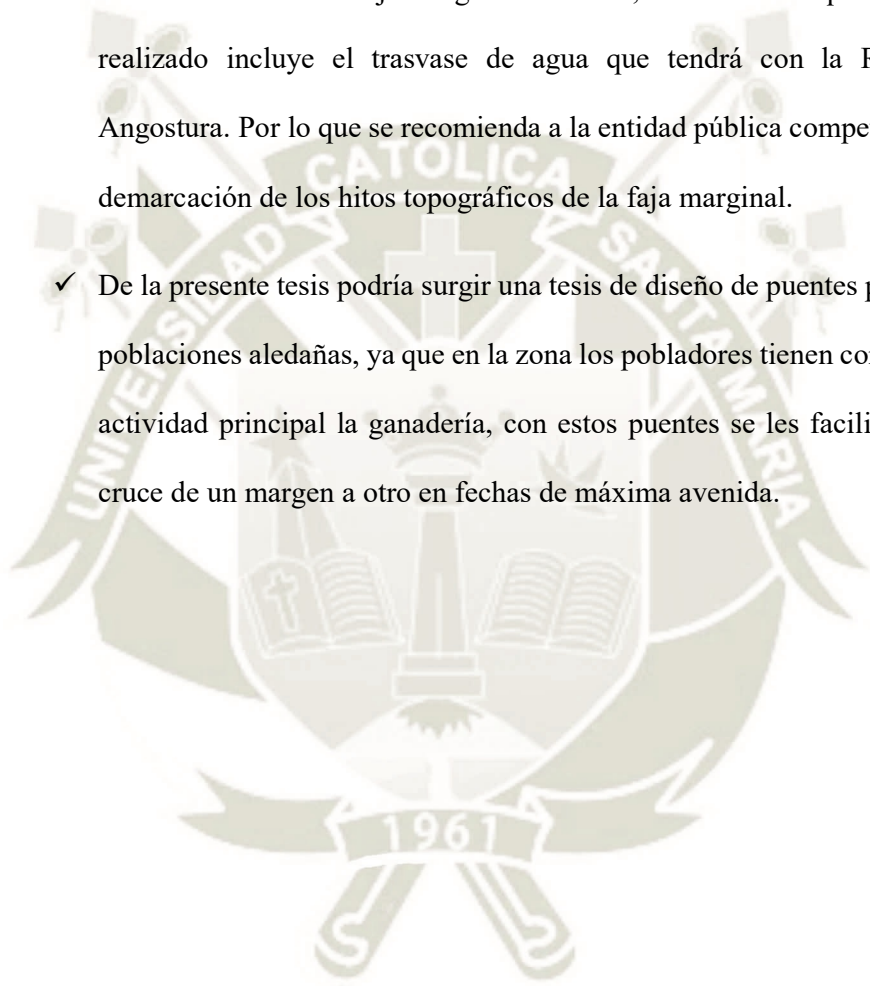 realizado incluye el trasvase de agua que tendrá con la
Angostura. Por lo que se recomienda a la entidad pública
demarcación de los hitos topográficos de la faja marginal.
✓ De la presente tesis podría surgir una tesis de diseño de puentes
poblaciones aledañas, ya que en la zona los pobladores tienen
actividad principal la ganadería, con estos puentes se les
cruce de un margen a otro en fechas de máxima avenida.
UNIVERSIDAD CATOLICA SANTA MARIA
1961